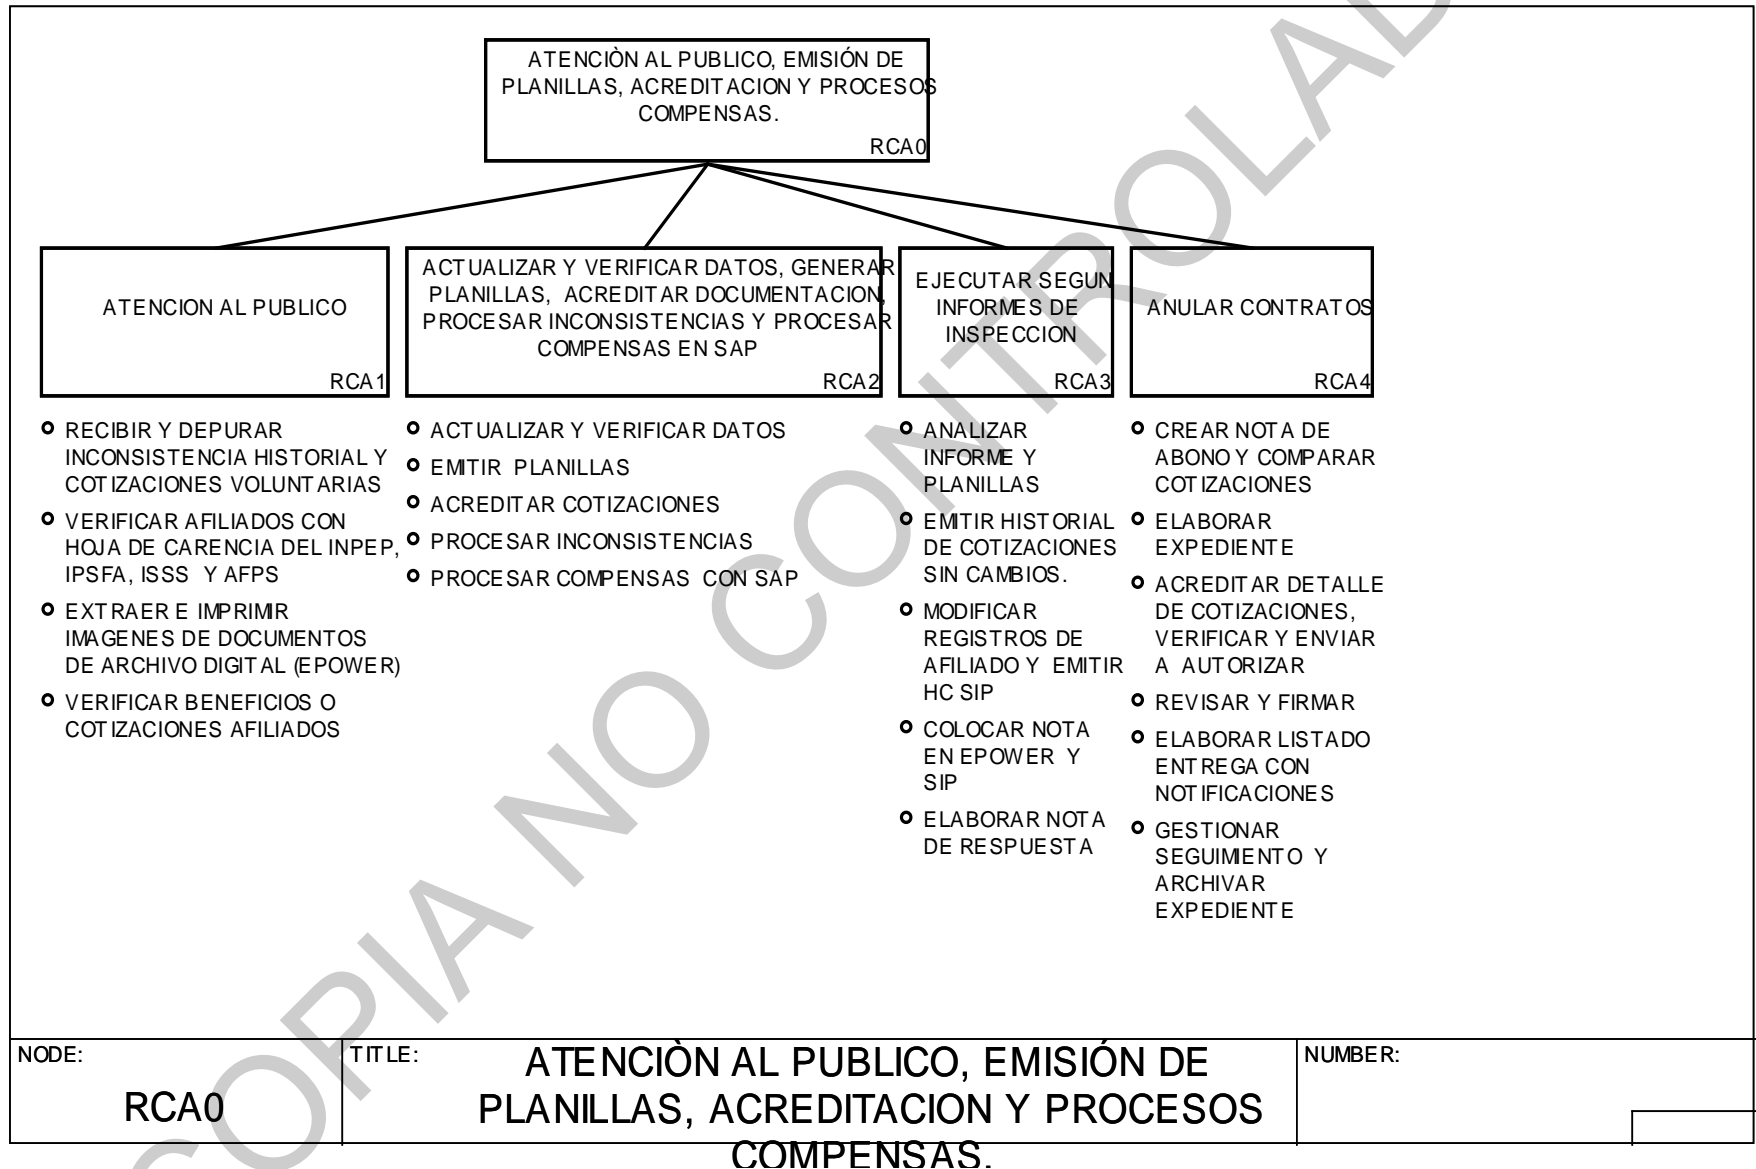 ATENCIÒN AL PUBLICO, EMISIÓN DE
PLANILLAS, ACREDITACION Y PROCESOS
COMPENSAS.
RCA0
ATENCION AL PUBLICO
RCA1
ACTUALIZAR Y VERIFICAR DATOS, GENERAR
PLANILLAS, ACREDITAR DOCUMENTACION,
PROCESAR INCONSISTENCIAS Y PROCESAR
COMPENSAS EN SAP
RCA2
EJECUTAR SEGUN
INFORMES DE
INSPECCION
RCA3
ANULAR CONTRATOS
RCA4
RECIBIR Y DEPURAR
INCONSISTENCIA HISTORIAL Y
COTIZACIONES VOLUNTARIAS
VERIFICAR AFILIADOS CON
HOJA DE CARENCIA DEL INPEP,
IPSFA, ISSS Y AFPS
EXTRAER E IMPRIMIR
IMAGENES DE DOCUMENTOS
DE ARCHIVO DIGITAL (EPOWER)
VERIFICAR BENEFICIOS O
COTIZACIONES AFILIADOS
ACTUALIZAR Y VERIFICAR DATOS
EMITIR PLANILLAS
ACREDITAR COTIZACIONES
PROCESAR INCONSISTENCIAS
PROCESAR COMPENSAS CON SAP
ANALIZAR
INFORME Y
PLANILLAS
EMITIR HISTORIAL
DE COTIZACIONES
SIN CAMBIOS.
MODIFICAR
REGISTROS DE
AFILIADO Y EMITIR
HC SIP
COLOCAR NOTA
EN EPOWER Y
SIP
ELABORAR NOTA
DE RESPUESTA
CREAR NOTA DE
ABONO Y COMPARAR
COTIZACIONES
ELABORAR
EXPEDIENTE
ACREDITAR DETALLE
DE COTIZACIONES,
VERIFICAR Y ENVIAR
A AUTORIZAR
REVISAR Y FIRMAR
ELABORAR LISTADO
ENTREGA CON
NOTIFICACIONES
GESTIONAR
SEGUIMIENTO Y
ARCHIVAR
EXPEDIENTE
COPIA NO CONTROLAD
NODE:
RCA0
TITLE:
ATENCIÒN AL PUBLICO, EMISIÓN DE
PLANILLAS, ACREDITACION Y PROCESOS
COMPENSAS.
NUMBER: